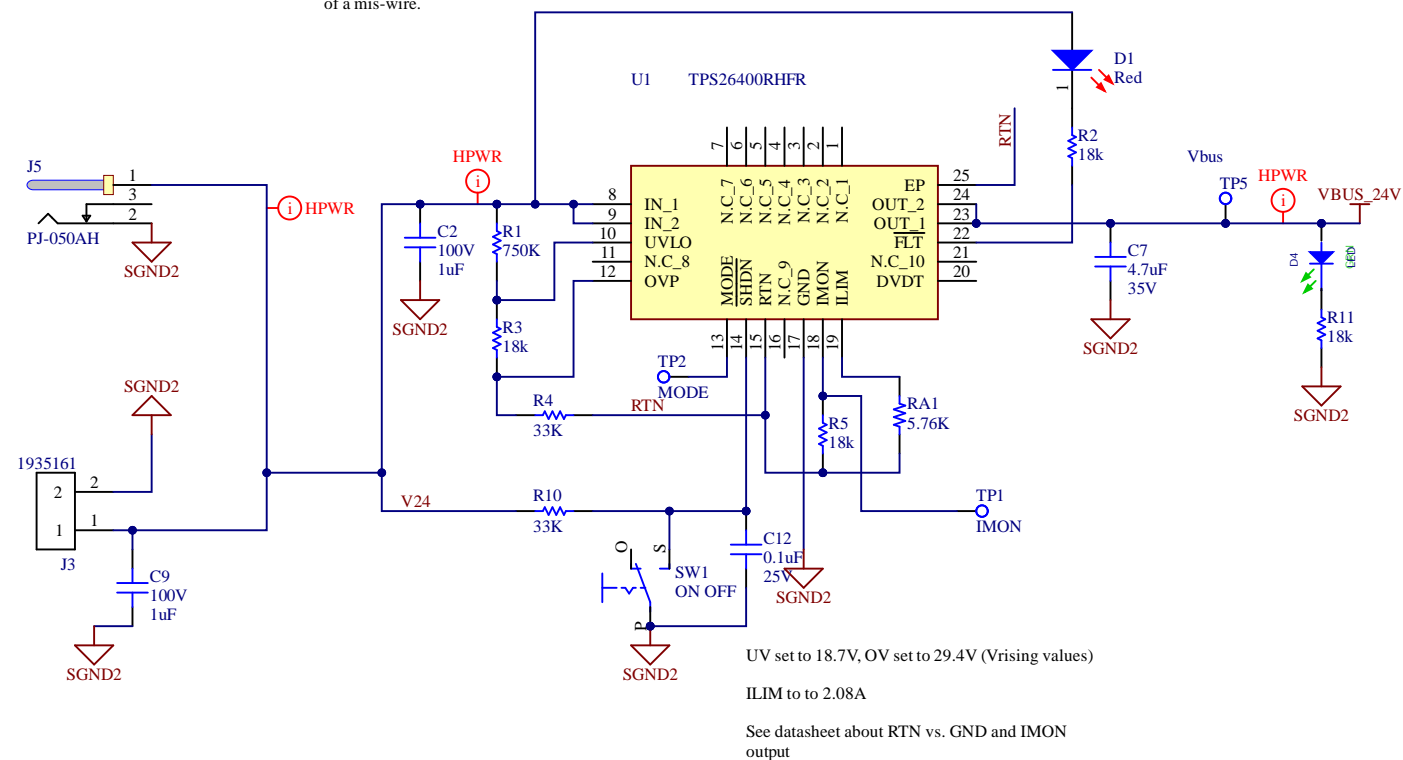 of a mis-wire.
D1
Red
1
U1 TPS26400RHFR
RTN
R2
18k
7 6 5 4 3 2 1
N.C_7 N.C_6 N.C_5 N.C_4 N.C_3 N.C_2 N.C_1
Vbus
TP5
HPWR
VBUS_24V
J5
1
3
2
PJ-050AH
SGND2
HPWR
HPWR
C2
100V
1uF
SGND2
R1
750K
R3
18k
8 IN_1
9 IN_2
10 UVLO
11 N.C_8
12 OVP
EP 25
OUT_2 24
OUT_1 23
FLT 22
N.C_10 21
DVDT 20
MODE SHDN RTN N.C_9 GND IMON ILIM
13 14 15 16 17 18 19
C7
4.7uF
35V
SGND2
D4
R11
18k
SGND2
TP2
MODE
R4
33K
RTN
R5
18k
RA1
5.76K
SGND2
1935161
2 2
1 1
J3
C9
100V
1uF
SGND2
V24
R10
33K
TP1
IMON
O
S
P
SW1
ON OFF
C12
0.1uF
25V
SGND2
SGND2
UV set to 18.7V, OV set to 29.4V (Vrising values)
ILIM to to 2.08A
See datasheet about RTN vs. GND and IMON
output